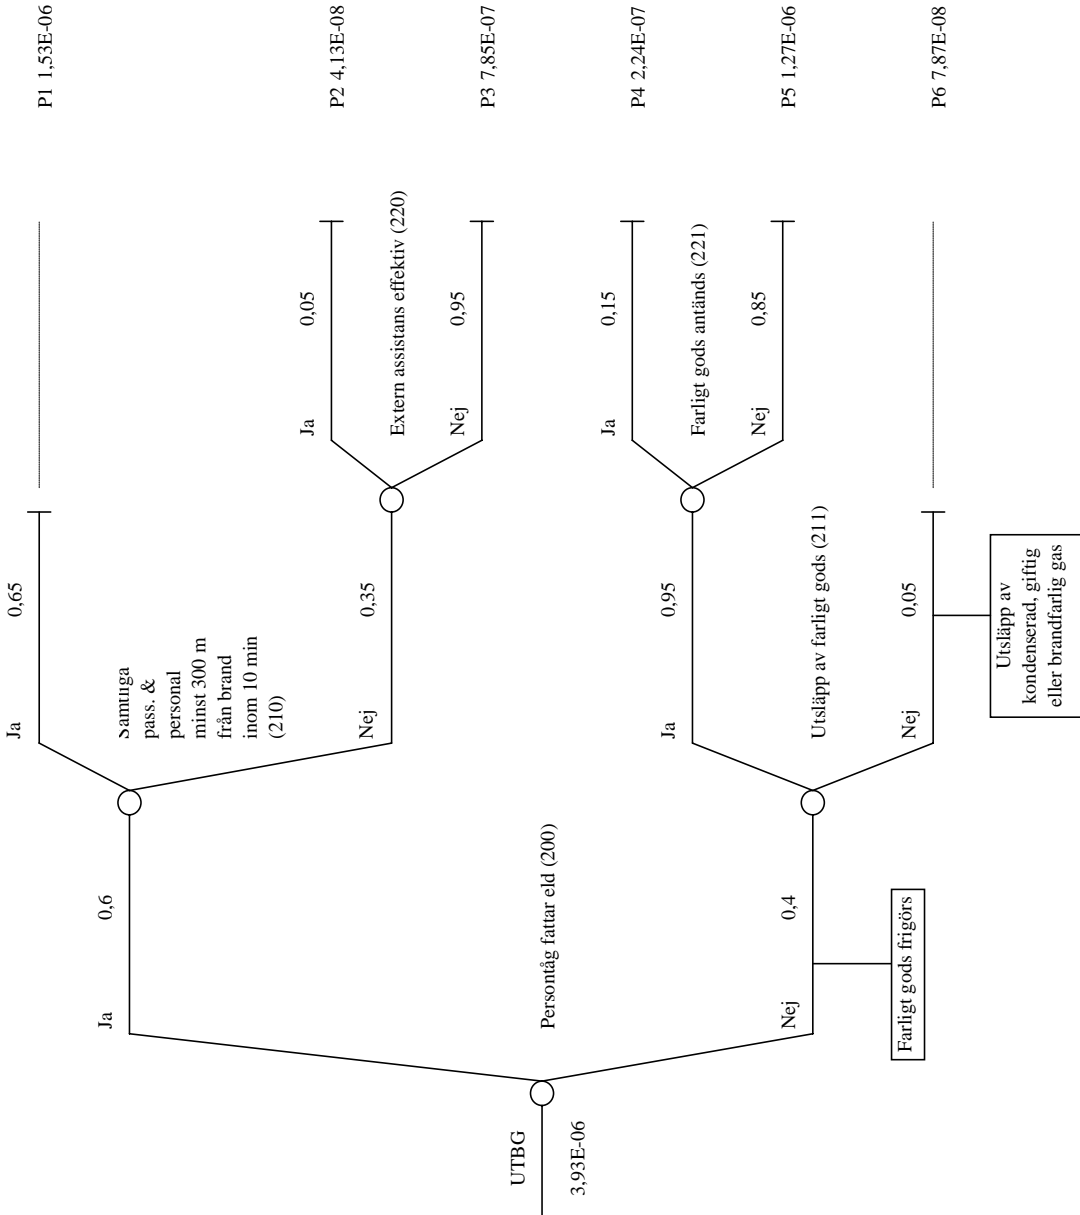 UTBG
3,93E-06
Persontåg fattar eld (200)
Ja
0,6
Nej
0,4
Farligt gods frigörs
Samtliga
pass. &
personal
minst 300 m
från brand
inom 10 min
(210)
Ja
0,65
Nej
0,35
Utsläpp av farligt gods (211)
Ja
0,95
Nej
0,05
Utsläpp av
kondenserad, giftig
eller brandfarlig gas
Extern assistans effektiv (220)
Ja
0,05
Nej
0,95
Farligt gods antänds (221)
Ja
0,15
Nej
0,85
P1 1,53E-06
P2 4,13E-08
P3 7,85E-07
P4 2,24E-07
P5 1,27E-06
P6 7,87E-08